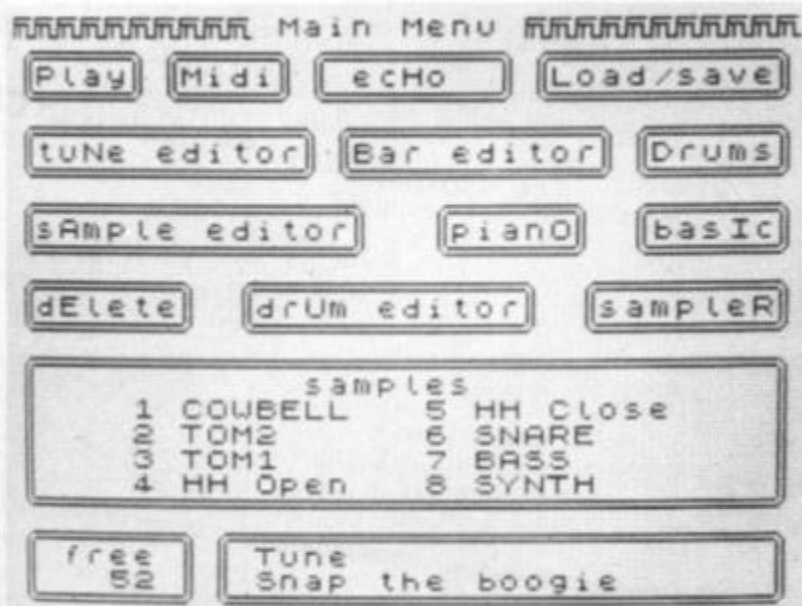 Main Menu
Play Midi ecHo Load/save
tuNe editor Bar editor Drums
sAmple editor pianO basIc
dElete drUm editor sampleR
samples
1 COWBELL 5 HH Close
2 TOM2 6 SNARE
3 TOM1 7 BASS
4 HH Open 8 SYNTH
free
52
Tune
Snap the boogie